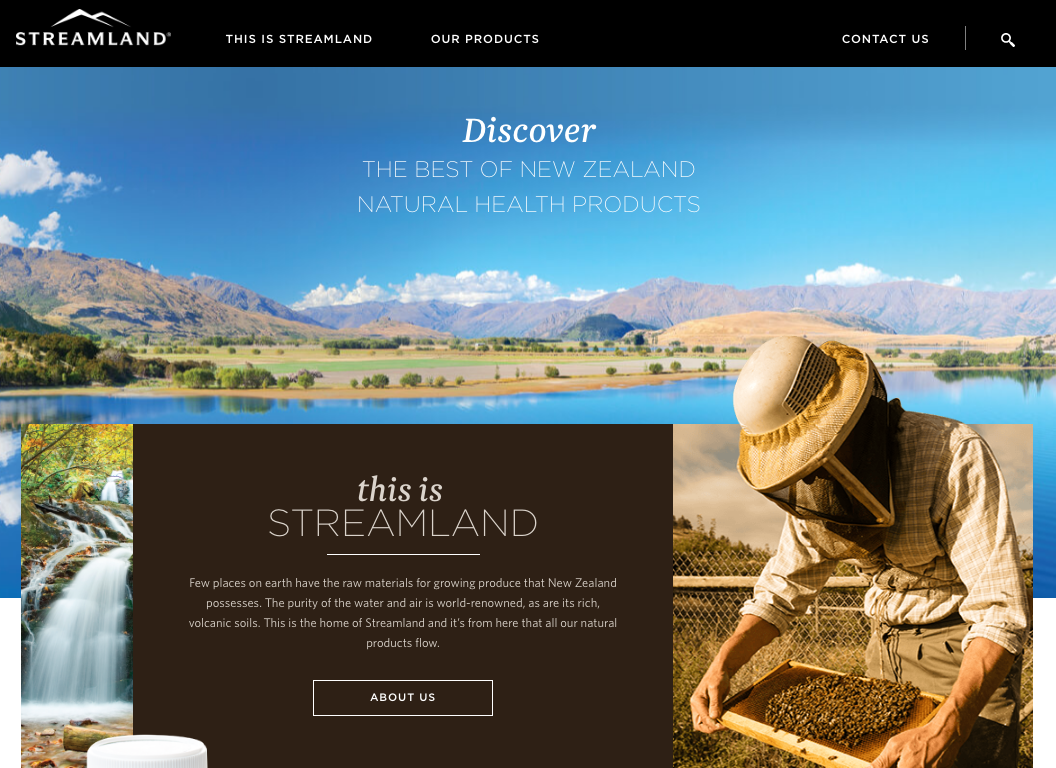 STREAMLAND®
THIS IS STREAMLAND
OUR PRODUCTS
CONTACT US
Discover
THE BEST OF NEW ZEALAND
NATURAL HEALTH PRODUCTS
this is
STREAMLAND
Few places on earth have the raw materials for growing produce that New Zealand
possesses. The purity of the water and air is world-renowned, as are its rich,
volcanic soils. This is the home of Streamland and it's from here that all our natural
products flow.
ABOUT US